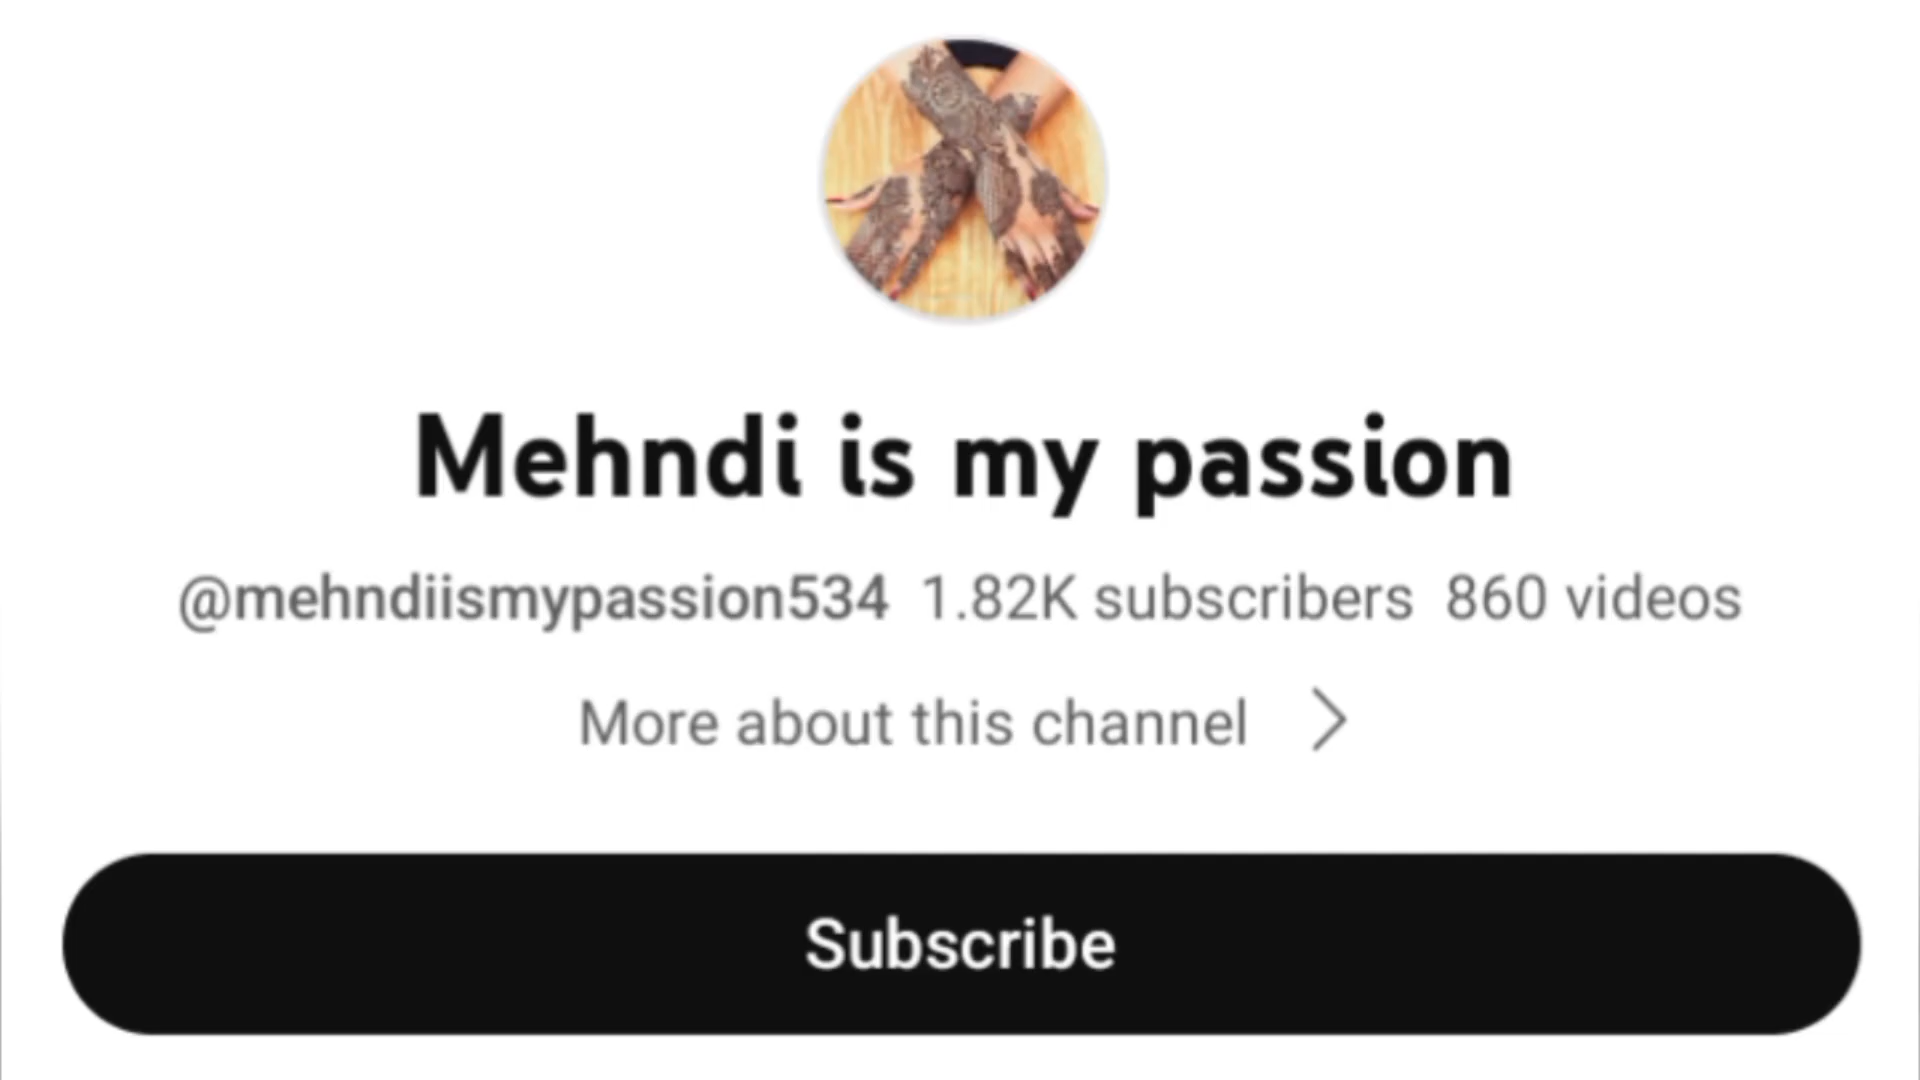 Mehndi is my passion
@mehndiismypassion534 1.82K subscribers 860 videos
More about this channel
Subscribe